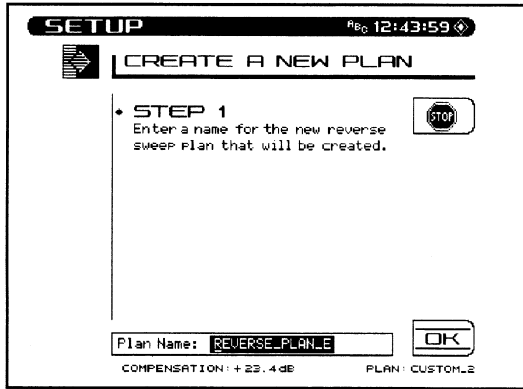 SETUP ABC 12:43:59
CREATE A NEW PLAN
STEP 1
Enter a name for the new reverse
sweep plan that will be created.
STOP
Plan Name: REVERSE_PLAN_E
OK
COMPENSATION: +23.4dB PLAN: CUSTOM_2